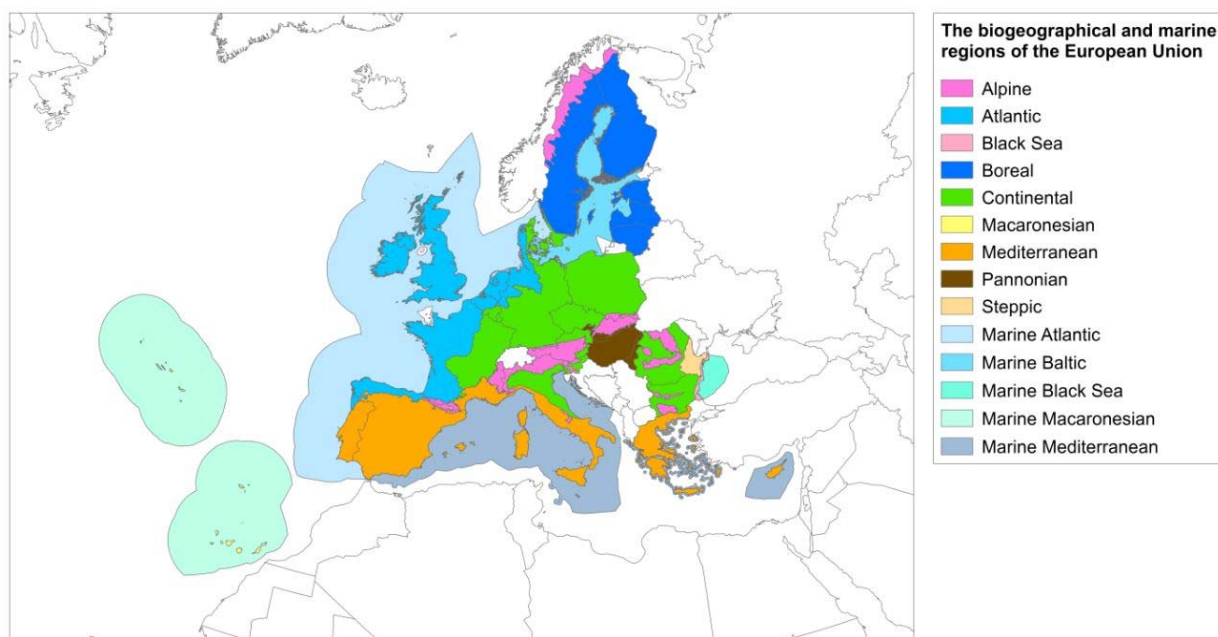 The biogeographical and marine
regions of the European Union
Alpine
Atlantic
Black Sea
Boreal
Continental
Macaronesian
Mediterranean
Pannonian
Steppic
Marine Atlantic
Marine Baltic
Marine Black Sea
Marine Macaronesian
Marine Mediterranean